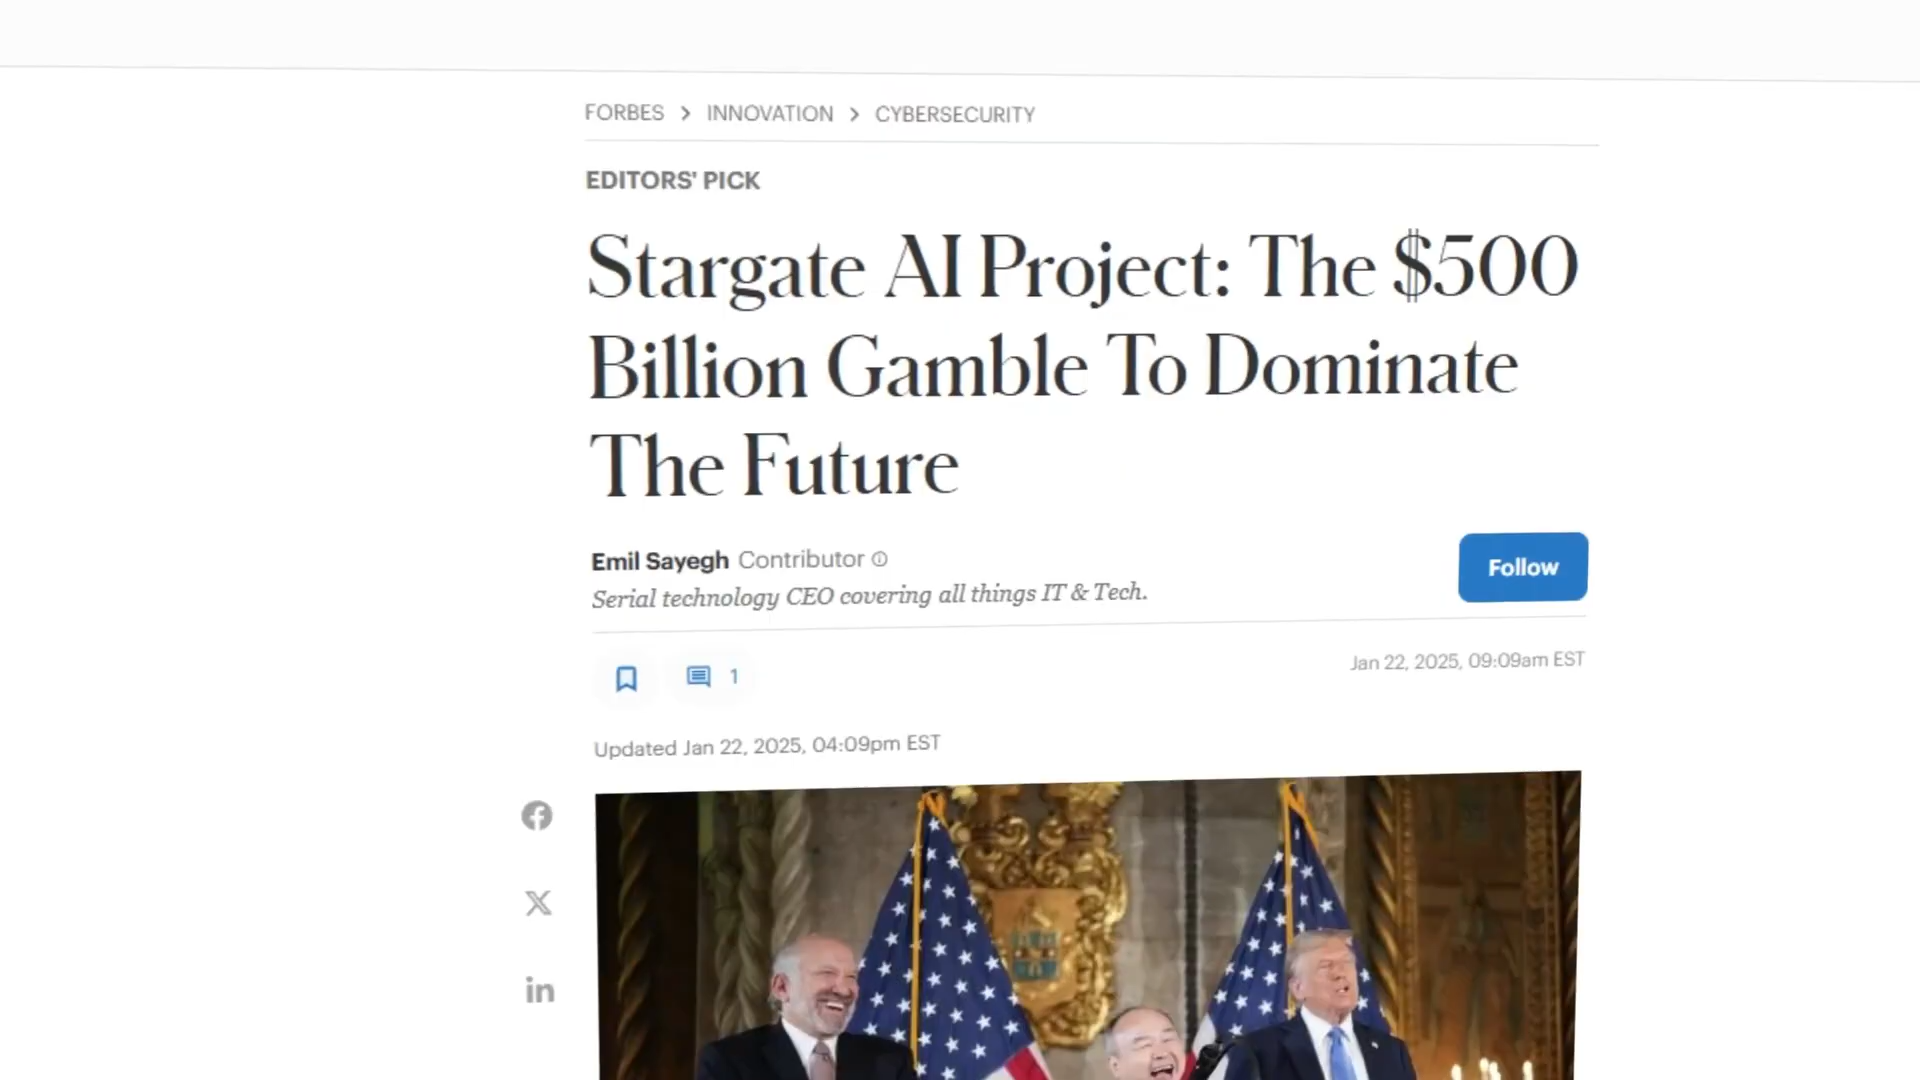 FORBES > INNOVATION > CYBERSECURITY
EDITORS' PICK
Stargate AI Project: The $500
Billion Gamble To Dominate
The Future
Emil Sayegh Contributor
Serial technology CEO covering all things IT & Tech.
Follow
1
Jan 22, 2025, 09:09am EST
Updated Jan 22, 2025, 04:09pm EST